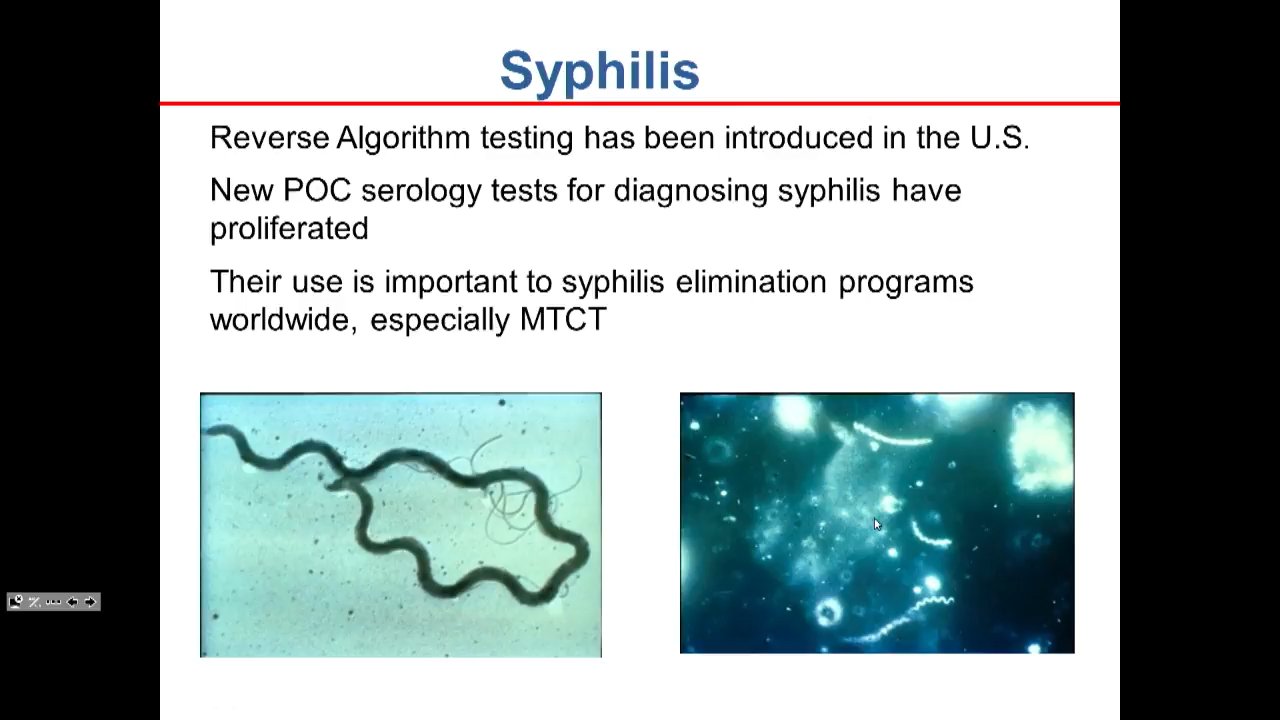 Syphilis
Reverse Algorithm testing has been introduced in the U.S.
New POC serology tests for diagnosing syphilis have
proliferated
Their use is important to syphilis elimination programs
worldwide, especially MTCT